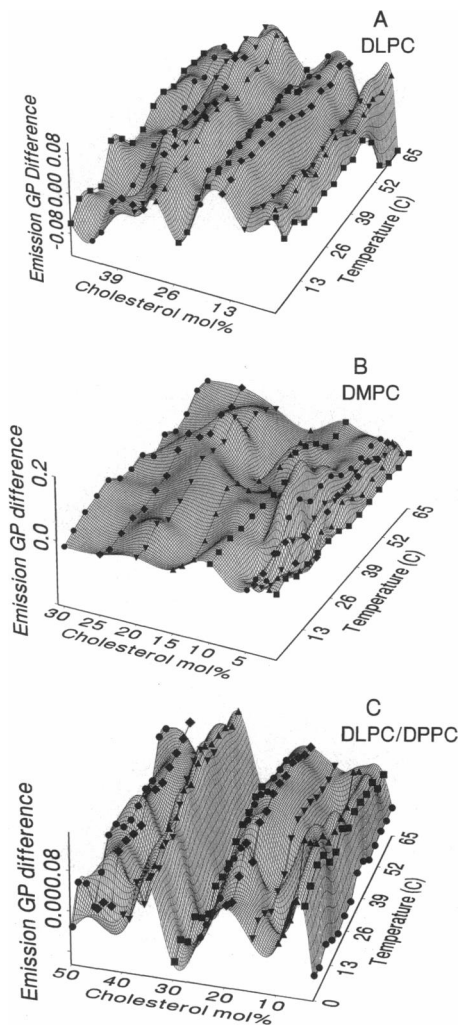 A
DLPC
Emission GP Difference
-0.08 0.00 0.08
39
26
13
Cholesterol mol%
13
26
39
52
65
Temperature (C)
B
DMPC
Emission GP difference
0.2
0.0
30
25
20
15
10
5
Cholesterol mol%
13
26
39
52
65
Temperature (C)
C
DLPC/DPPC
Emission GP difference
0.00 0.08
50
40
30
20
10
0
Cholesterol mol%
13
26
39
52
65
Temperature (C)